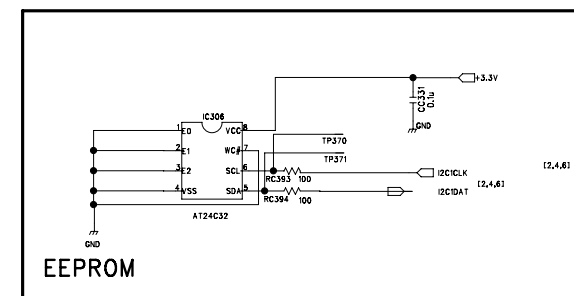 +3.3V
IC306
CC331
0.1u
1 E0 VCC 8
TP370
GND
2 E1 WC# 7
TP371
3 E2 SCL 6
RC393 100
I2C1CLK
[2,4,6]
4 VSS SDA 5
RC394 100
I2C1DAT
[2,4,6]
AT24C32
GND
EEPROM